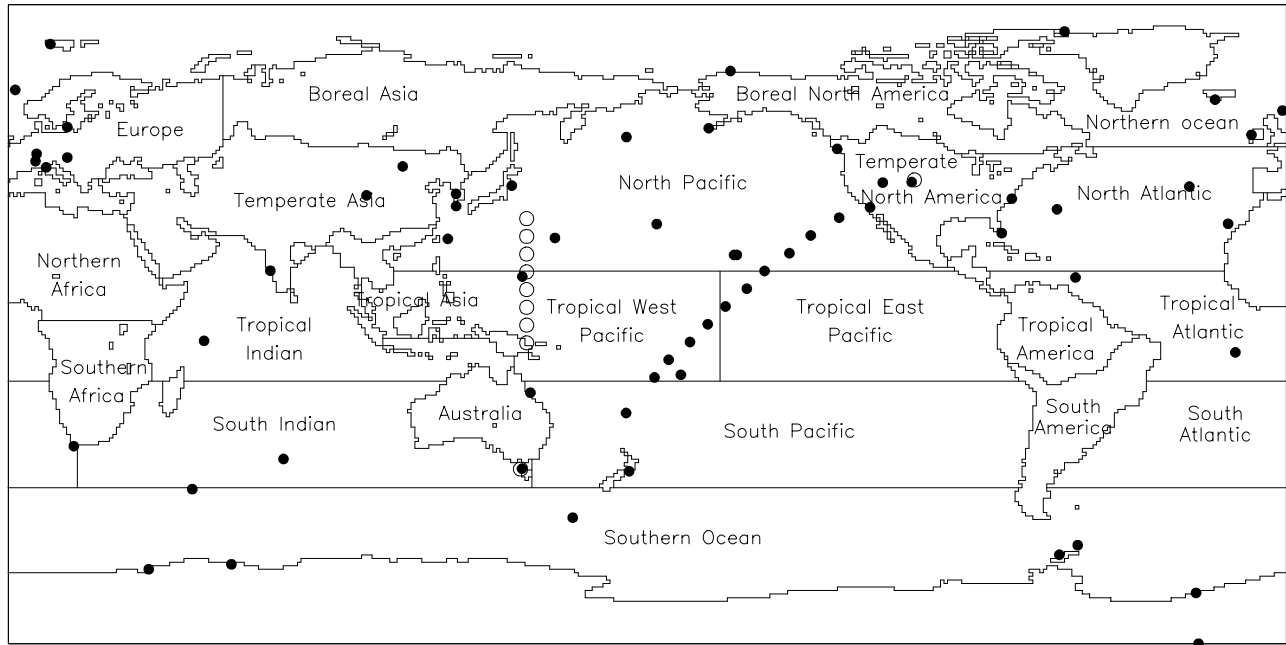 Boreal Asia
Boreal North America
Northern ocean
Europe
Temperate
North America
North Pacific
North Atlantic
Temperate Asia
Northern
Africa
Tropical Asia
Tropical West
Pacific
Tropical East
Pacific
Tropical
Atlantic
Tropical
Indian
Tropical
America
Southern
Africa
Australia
South
America
South
Atlantic
South Indian
South Pacific
Southern Ocean